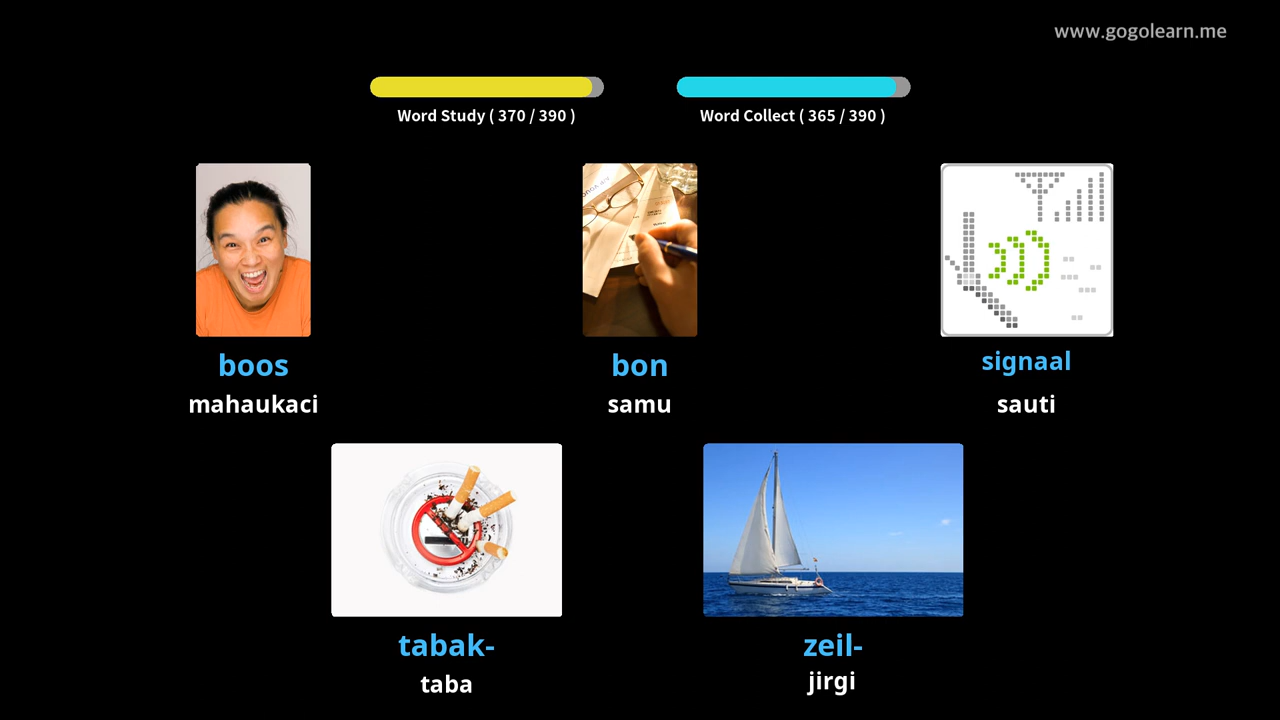 www.gogolearn.me
Word Study ( 370 / 390 )
Word Collect ( 365 / 390 )
boos
mahaukaci
bon
samu
signaal
sauti
tabak-
taba
zeil-
jirgi